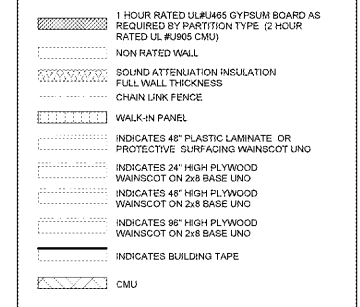 1 HOUR RATED UL#U465 GYPSUM BOARD AS
REQUIRED BY PARTITION TYPE (2 HOUR
RATED UL #U905 CMU)
NON RATED WALL
SOUND ATTENUATION INSULATION
FULL WALL THICKNESS
CHAIN LINK FENCE
WALK-IN PANEL
INDICATES 48" PLASTIC LAMINATE OR
PROTECTIVE SURFACING WAINSCOT UNO
INDICATES 24" HIGH PLYWOOD
WAINSCOT ON 2x8 BASE UNO
INDICATES 48" HIGH PLYWOOD
WAINSCOT ON 2x8 BASE UNO
INDICATES 96" HIGH PLYWOOD
WAINSCOT ON 2x8 BASE UNO
INDICATES BUILDING TAPE
CMU